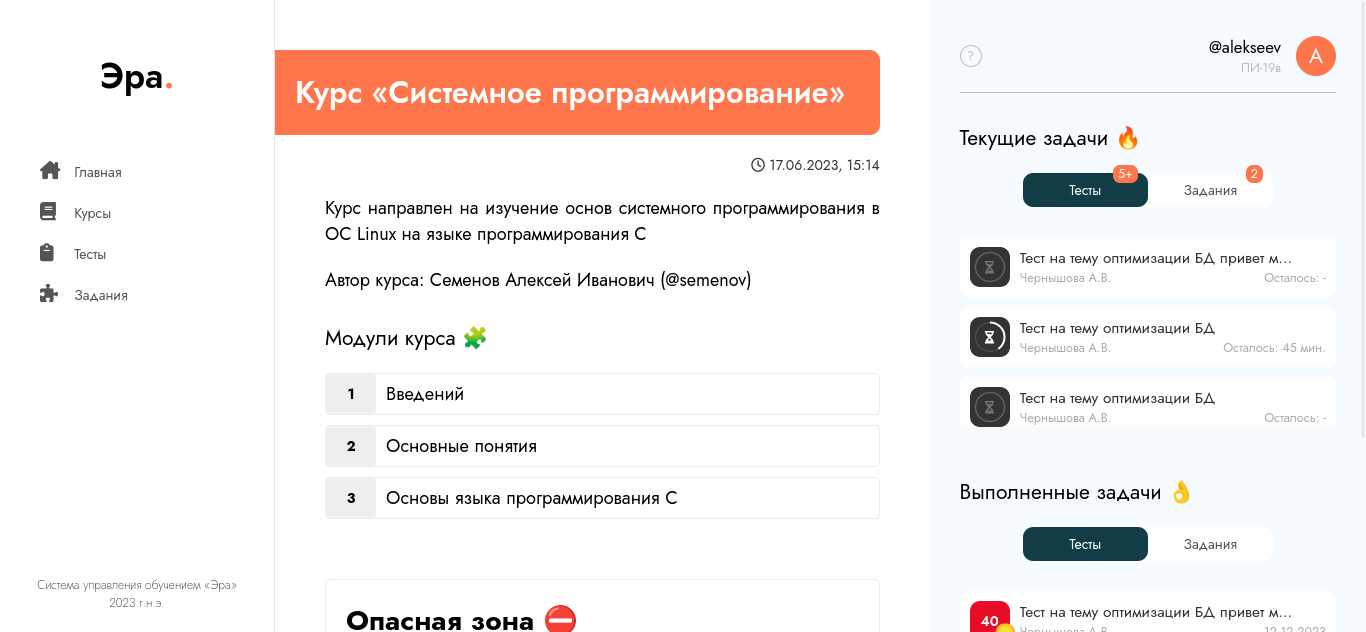 Эра.
Главная
Курсы
Тесты
Задания
Система управления обучением «Эра»
2023 г.н.э.
Курс «Системное программирование»
17.06.2023, 15:14
Курс направлен на изучение основ системного программирования в
ОС Linux на языке программирования С
Автор курса: Семенов Алексей Иванович (@semenov)
Модули курса 🧩
1 Введений
2 Основные понятия
3 Основы языка программирования С
Опасная зона ⛔
?
@alekseev
ПИ-19в
А
Текущие задачи 🔥
Тесты 5+ Задания 2
Тест на тему оптимизации БД привет м...
Чернышова А.В. Осталось: -
Тест на тему оптимизации БД
Чернышова А.В. Осталось: 45 мин.
Тест на тему оптимизации БД
Чернышова А.В. Осталось: -
Выполненные задачи 👌
Тесты Задания
40 Тест на тему оптимизации БД привет м...
Чернышова А.В. 12.12.2023